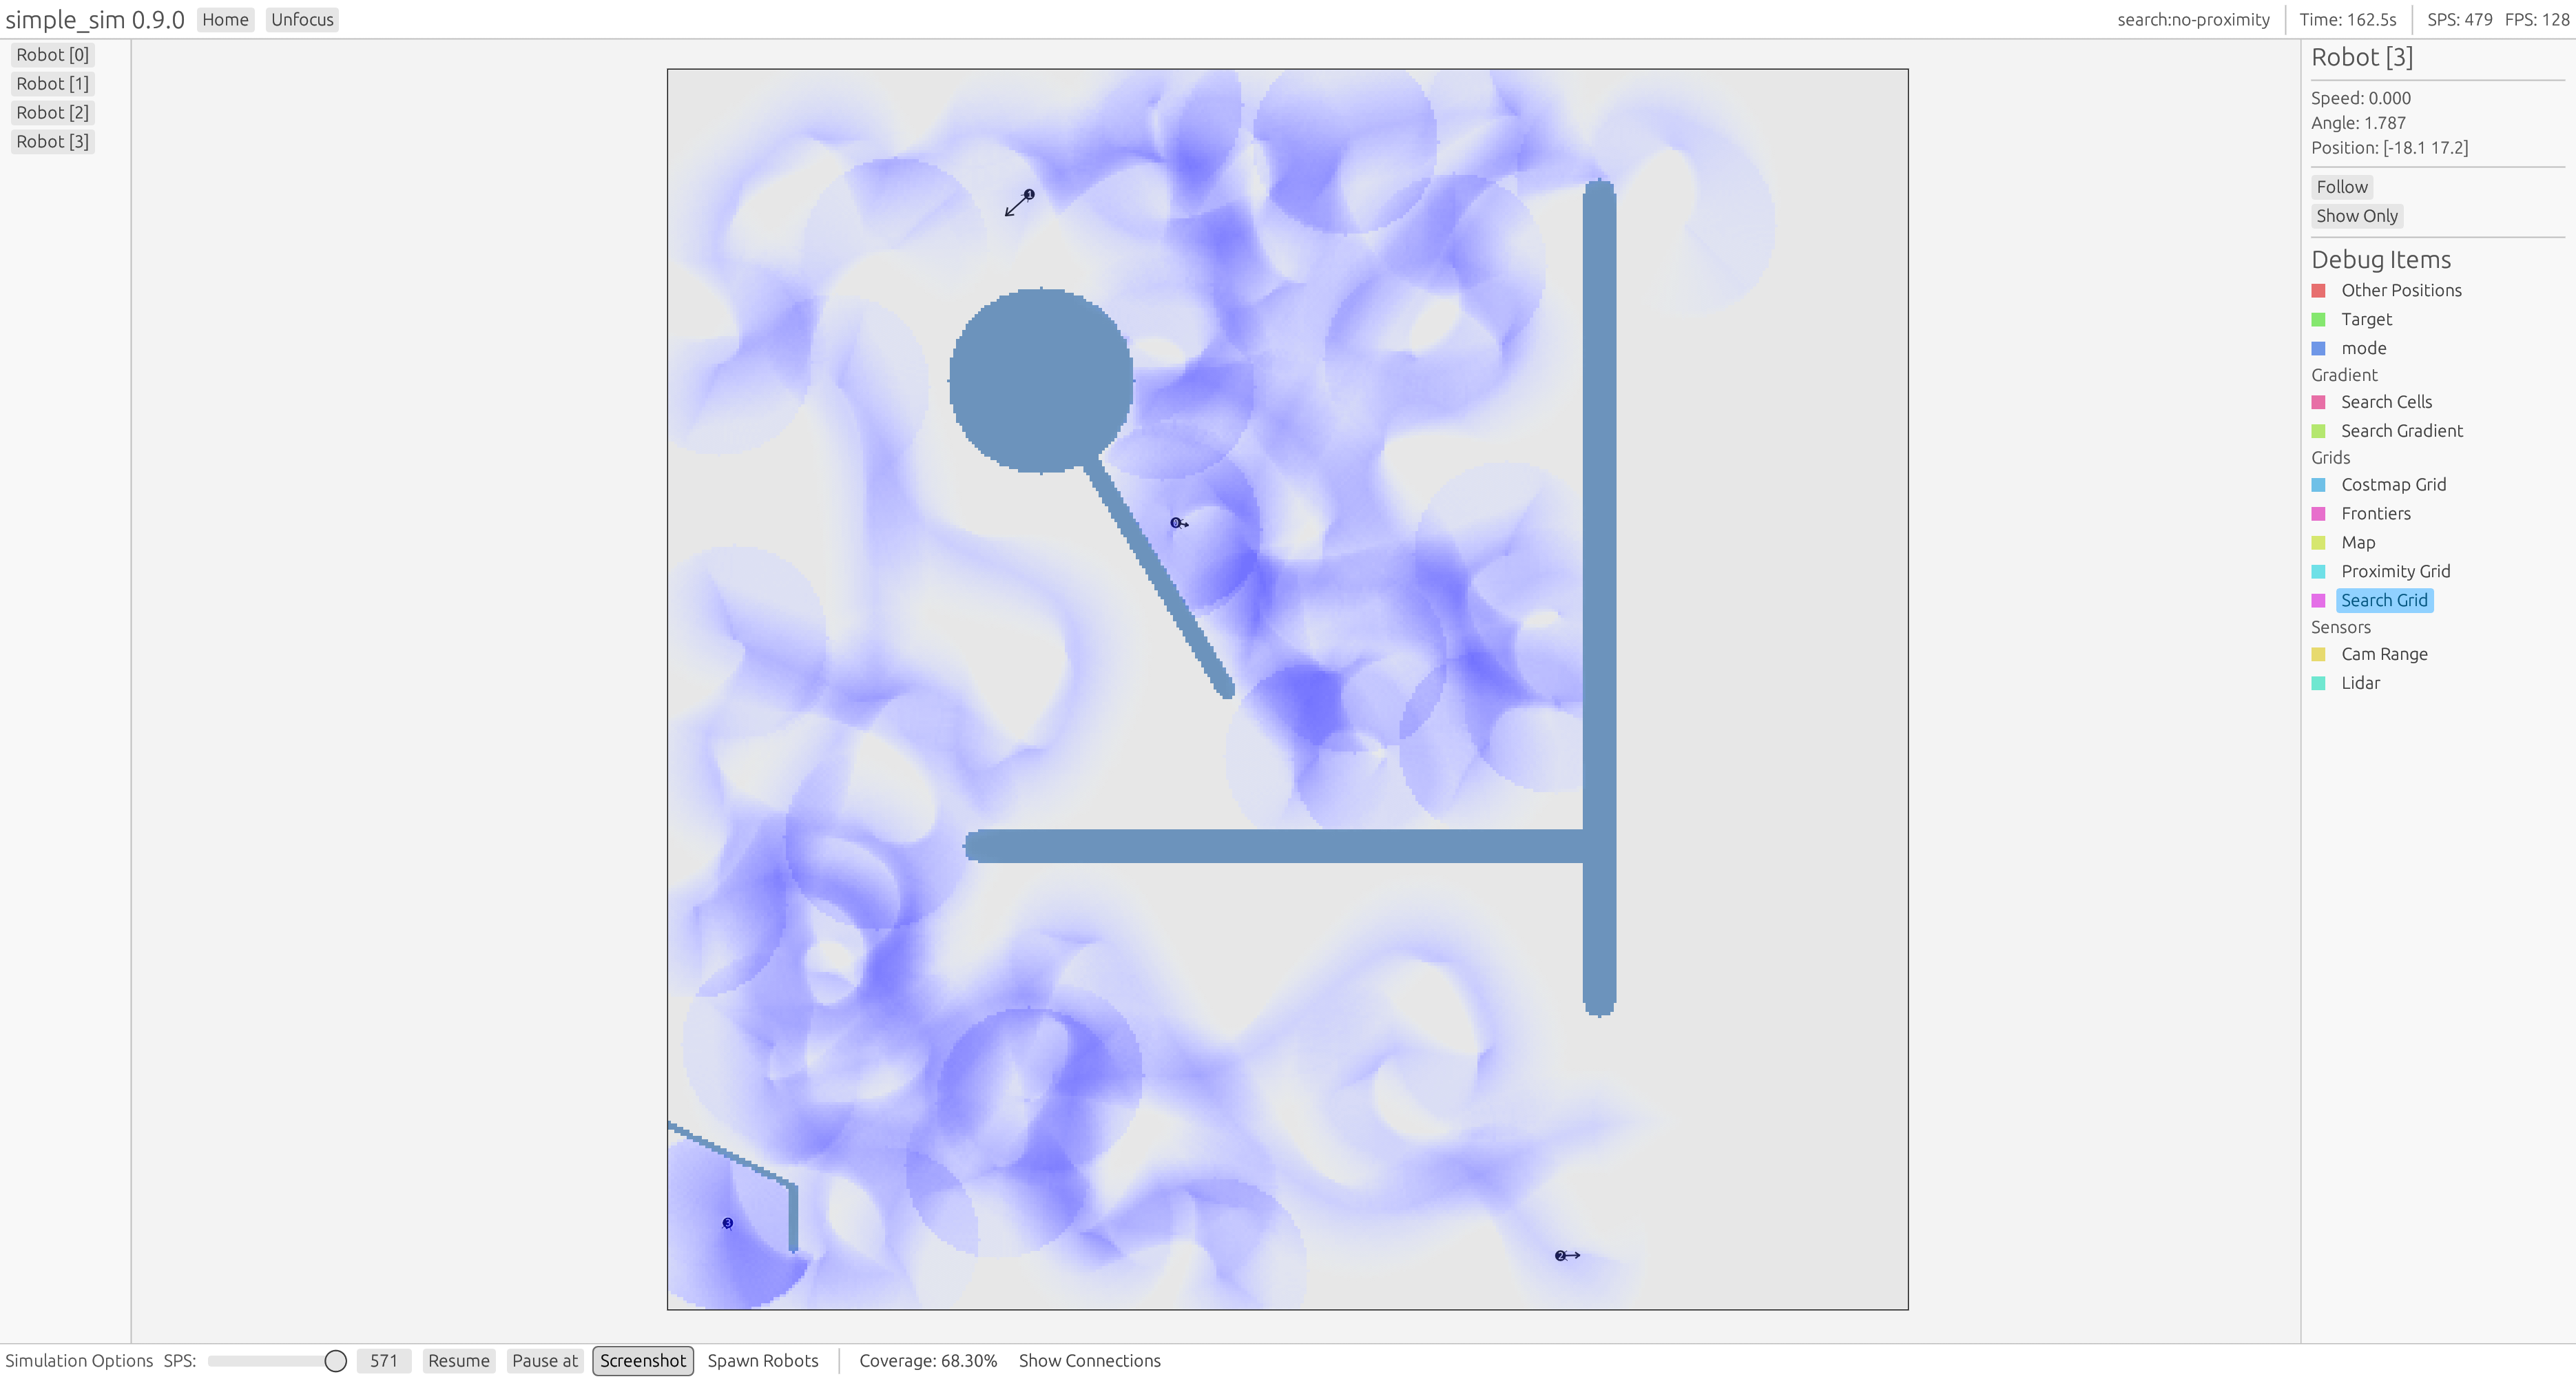 simple_sim 0.9.0 Home Unfocus search:no-proximity Time: 162.5s SPS: 479 FPS: 128
Robot [0]
Robot [1]
Robot [2]
Robot [3]
1
0
3
2
Robot [3]
Speed: 0.000
Angle: 1.787
Position: [-18.1 17.2]
Follow
Show Only
Debug Items
Other Positions
Target
mode
Gradient
Search Cells
Search Gradient
Grids
Costmap Grid
Frontiers
Map
Proximity Grid
Search Grid
Sensors
Cam Range
Lidar
Simulation Options SPS: 571 Resume Pause at Screenshot Spawn Robots Coverage: 68.30% Show Connections